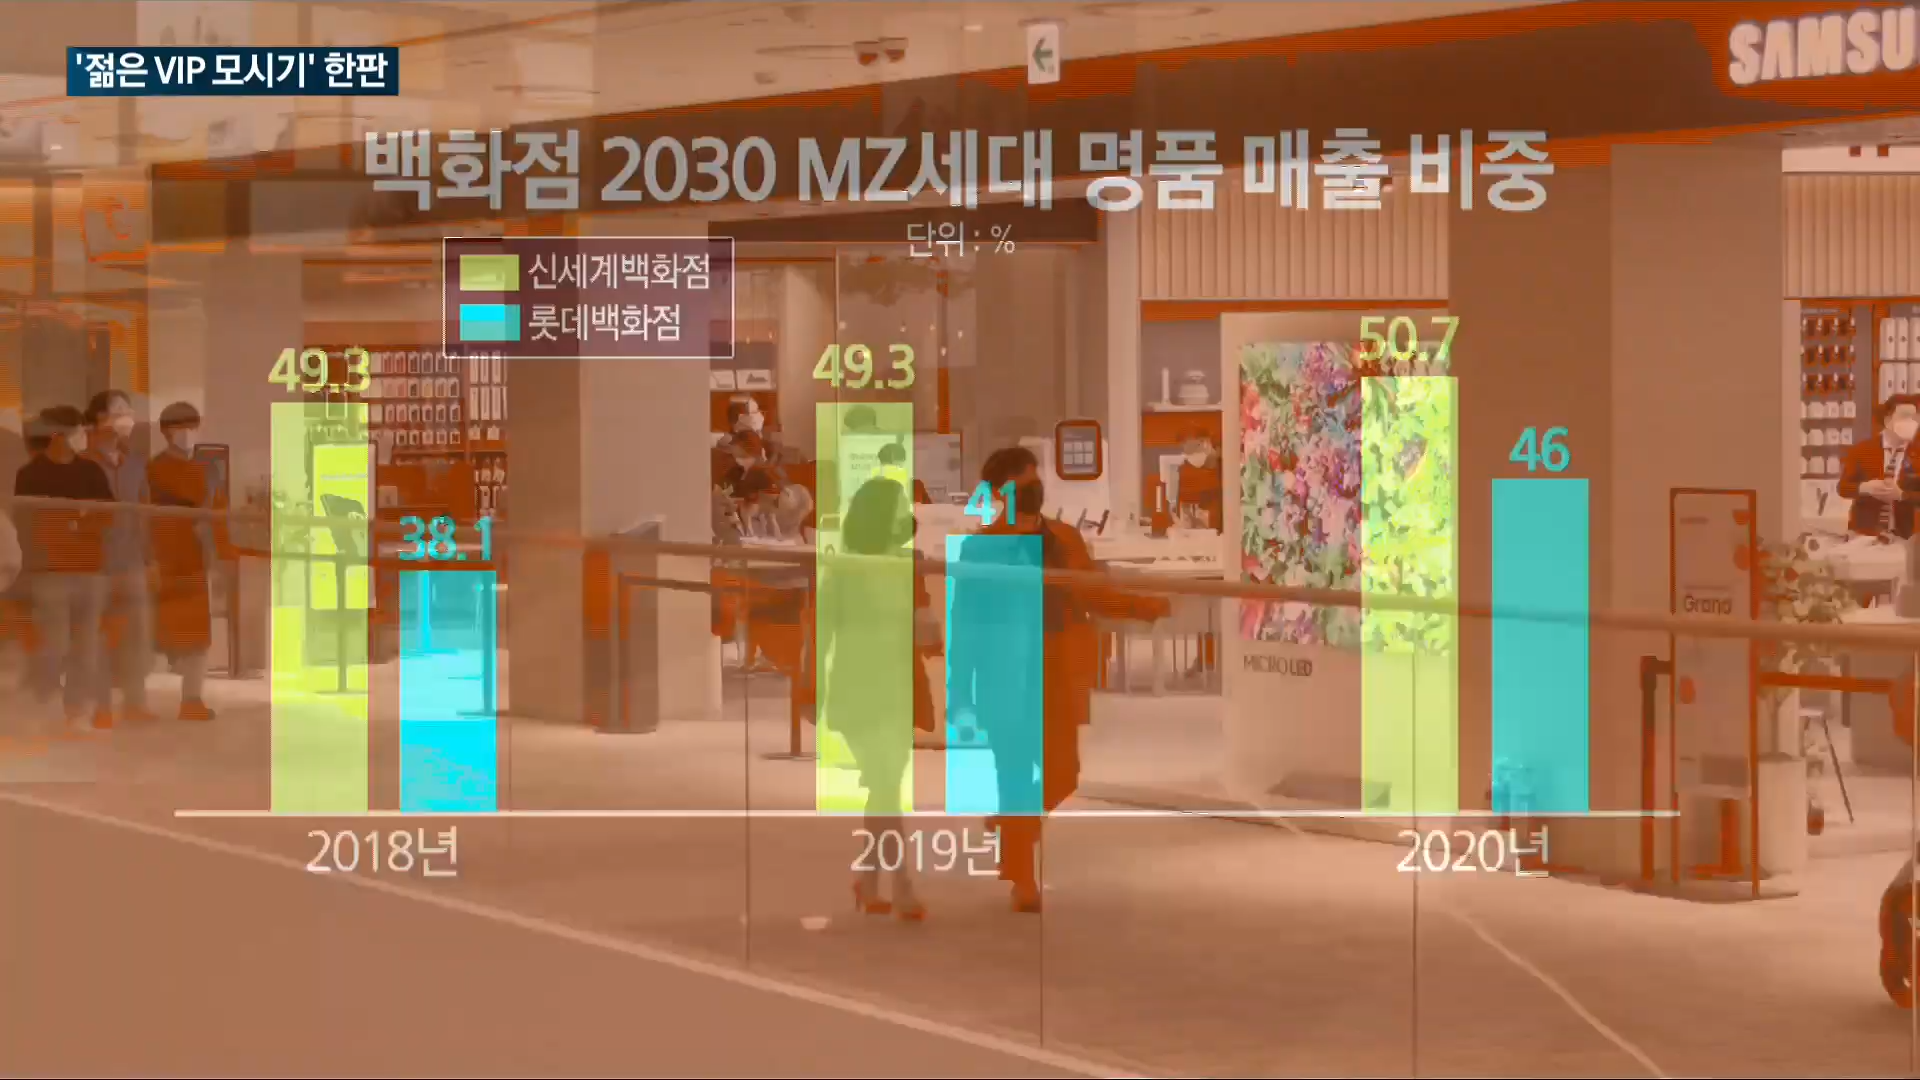 '젊은 VIP 모시기' 한판
SAMSU
백화점 2030 MZ세대 명품 매출 비중
단위 : %
신세계백화점
롯데백화점
49.3
38.1
49.3
41
50.7
46
Grand
MICRO LED
2018년
2019년
2020년